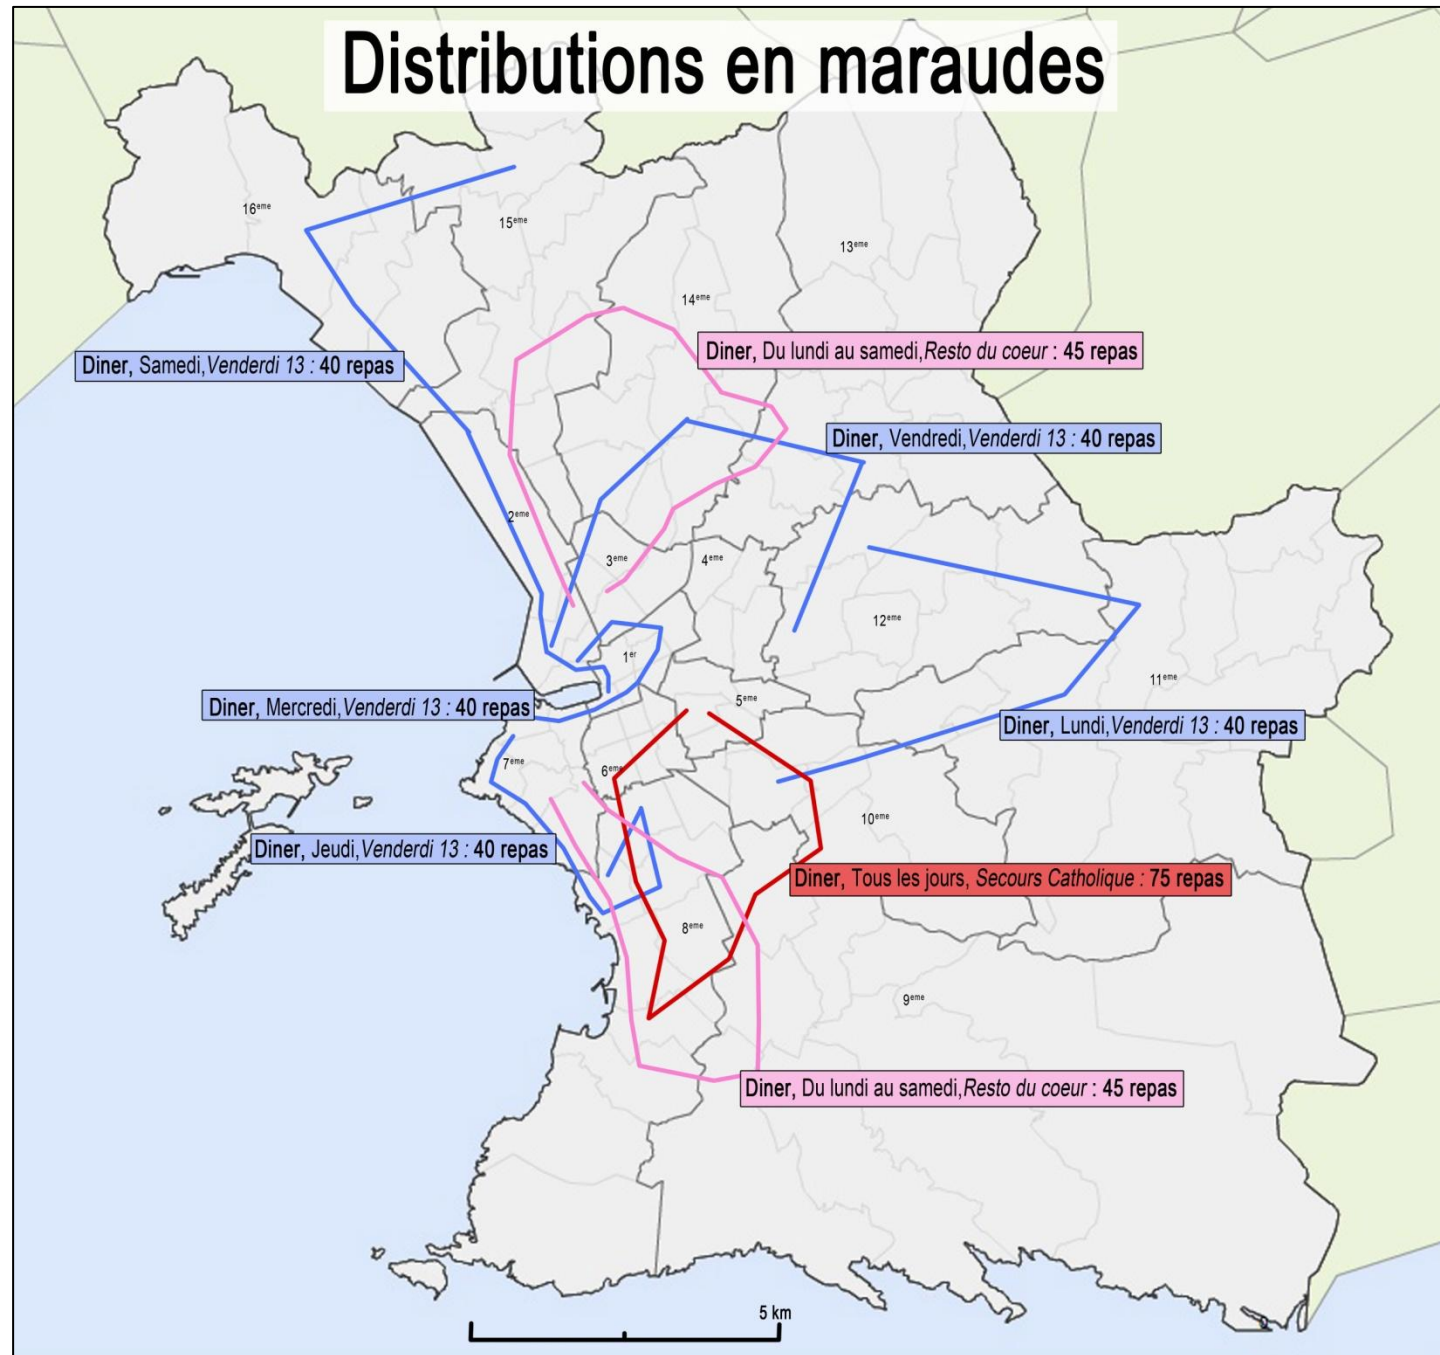 Distributions en maraudes
16eme
15eme
13eme
14eme
Diner, Du lundi au samedi,Resto du coeur : 45 repas
Diner, Samedi,Venderdi 13 : 40 repas
Diner, Vendredi,Venderdi 13 : 40 repas
2eme
3eme
4eme
12eme
1er
11eme
5eme
Diner, Mercredi,Venderdi 13 : 40 repas
Diner, Lundi,Venderdi 13 : 40 repas
7eme
6eme
10eme
Diner, Jeudi,Venderdi 13 : 40 repas
Diner, Tous les jours, Secours Catholique : 75 repas
8eme
9eme
Diner, Du lundi au samedi,Resto du coeur : 45 repas
5 km